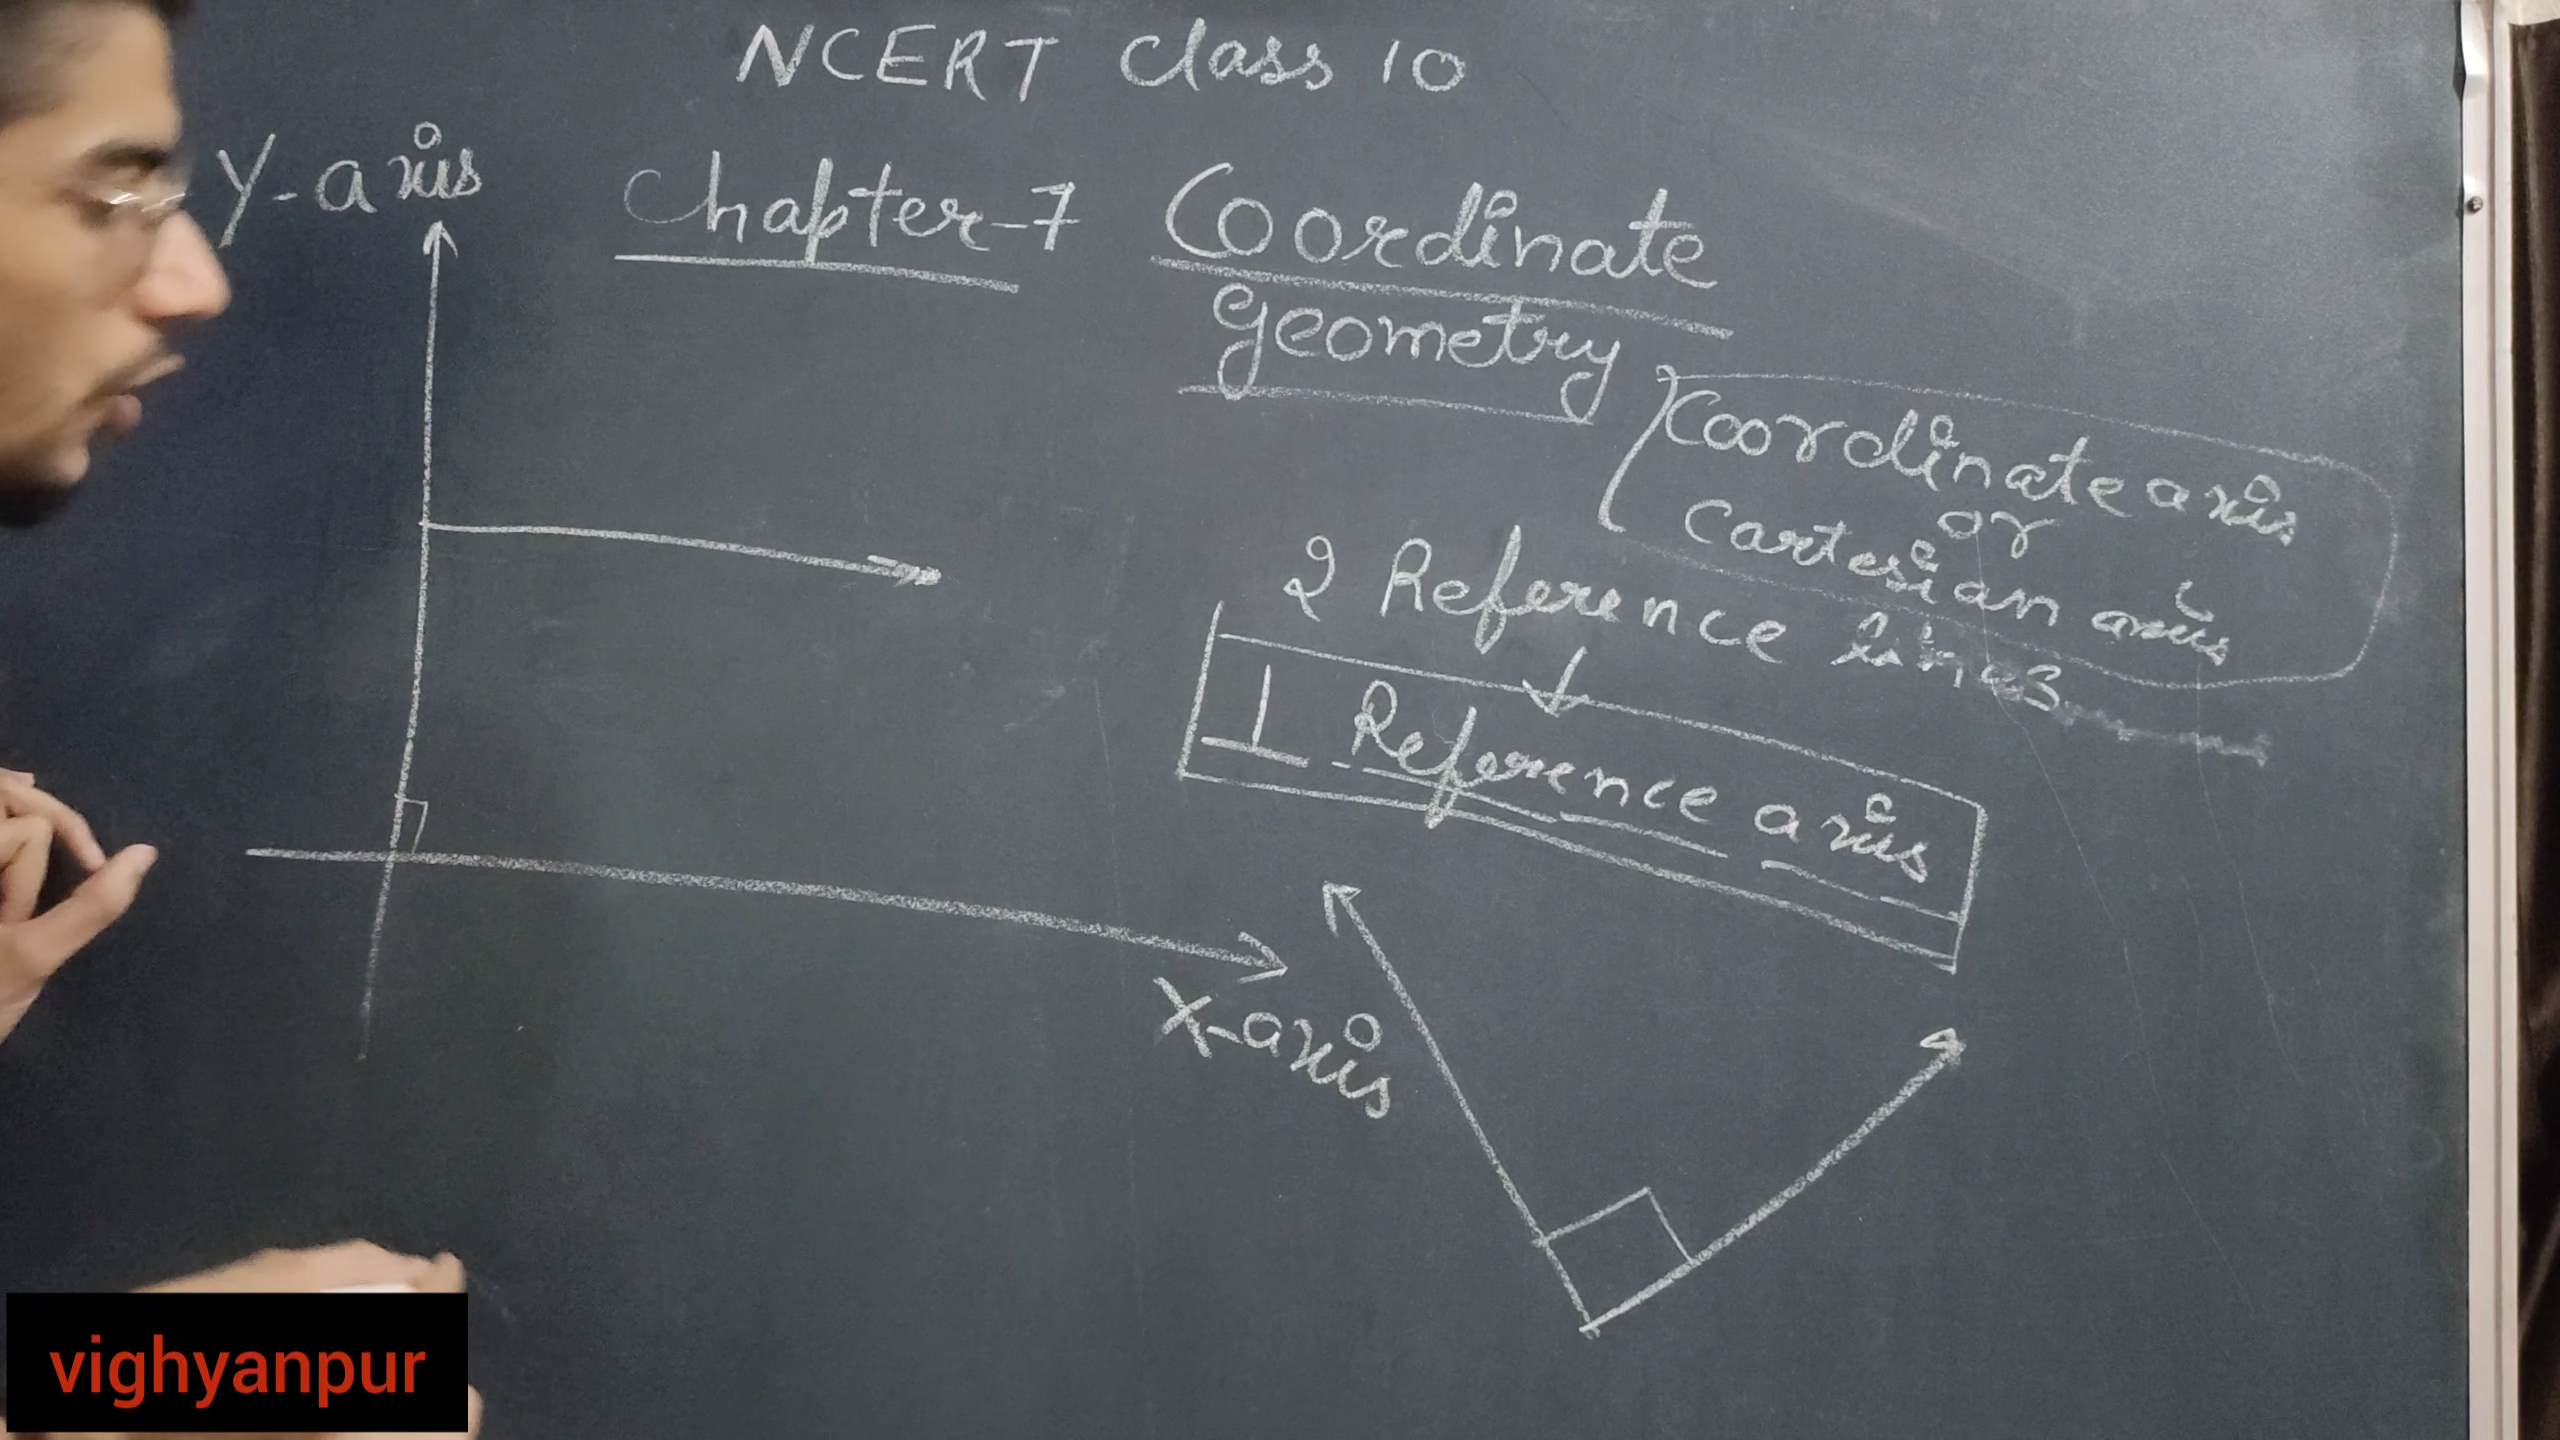 NCERT Class 10
Y-axis
Chapter-7 Coordinate
geometry
Coordinate axis
or
Cartesian axis
2 Reference lines
⊥ Reference axis
X-axis
vighyanpur